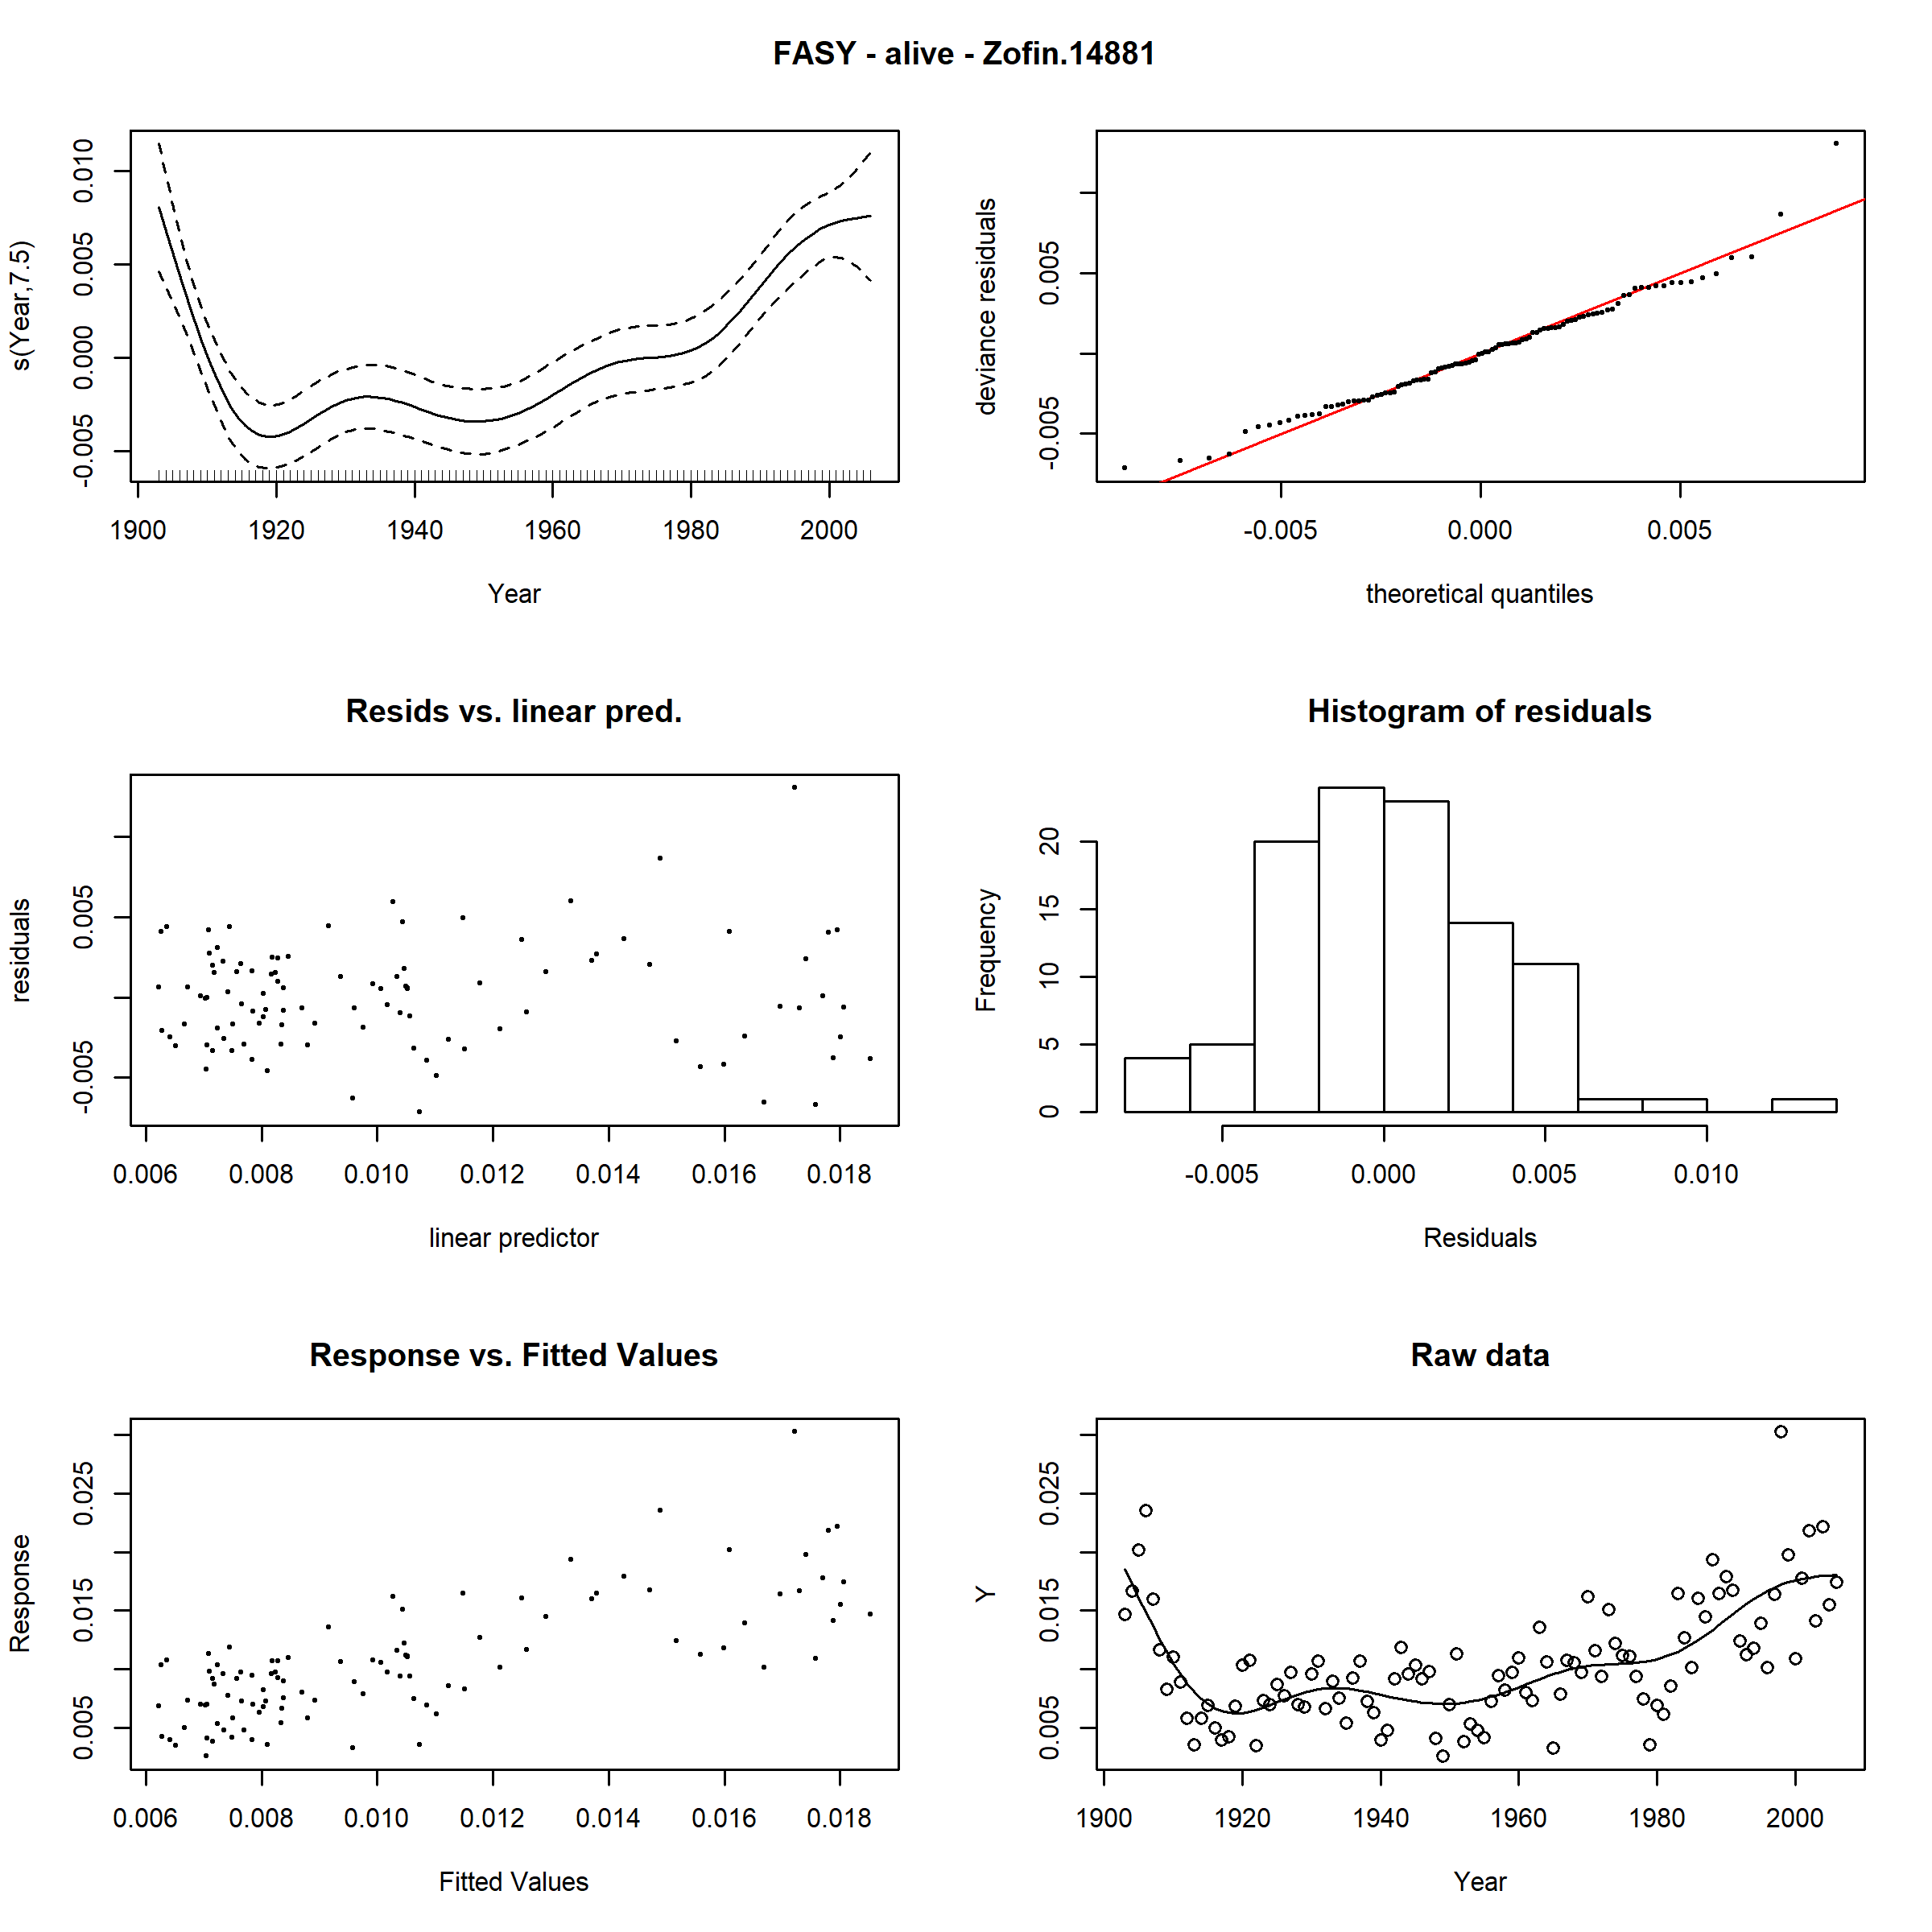 FASY - alive - Zofin.14881
s(Year,7.5)
-0.005 0.000 0.005 0.010
1900 1920 1940 1960 1980 2000
Year
deviance residuals
-0.005 0.005
-0.005 0.000 0.005
theoretical quantiles
Resids vs. linear pred.
residuals
-0.005 0.005
0.006 0.008 0.010 0.012 0.014 0.016 0.018
linear predictor
Histogram of residuals
Frequency
0 5 10 15 20
-0.005 0.000 0.005 0.010
Residuals
Response vs. Fitted Values
Response
0.005 0.015 0.025
0.006 0.008 0.010 0.012 0.014 0.016 0.018
Fitted Values
Raw data
Y
0.005 0.015 0.025
1900 1920 1940 1960 1980 2000
Year